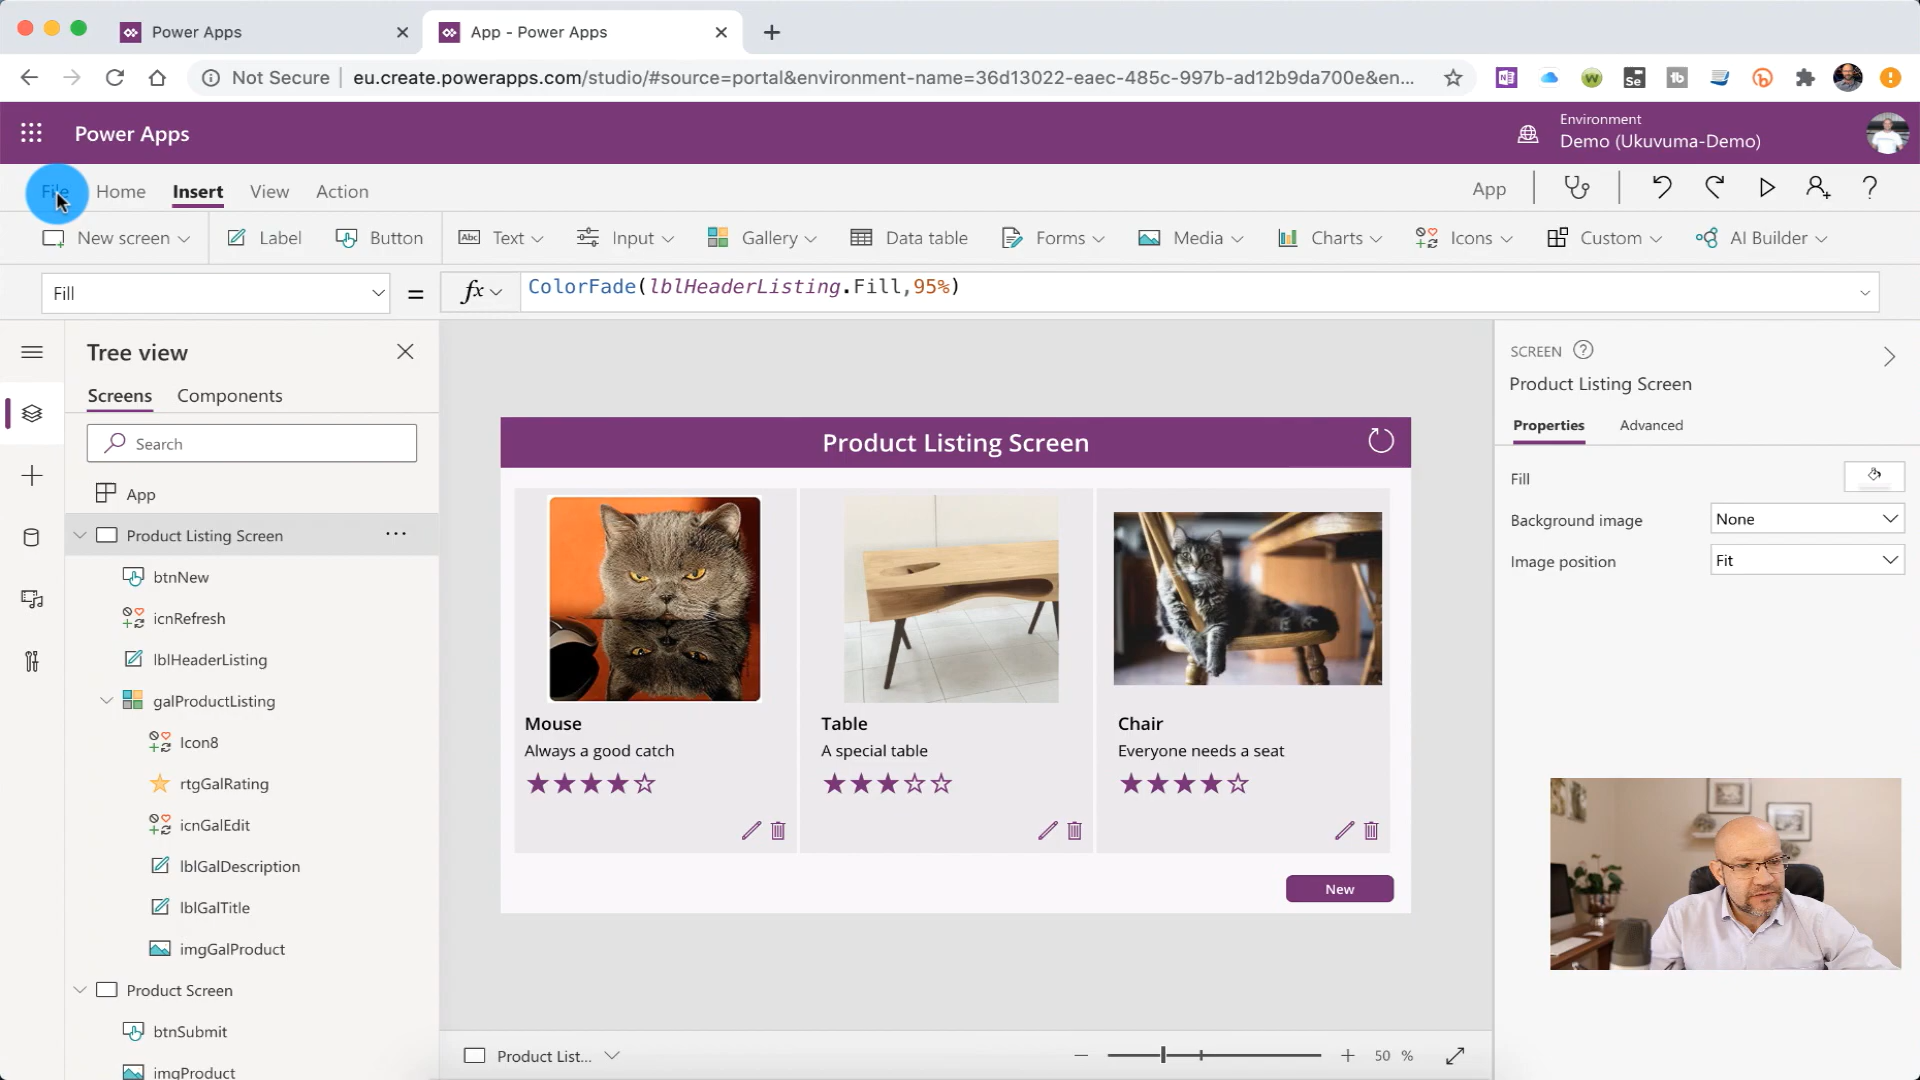 Power Apps
App - Power Apps
Not Secure
eu.create.powerapps.com/studio/#source=portal&environment-name=36d13022-eaec-485c-997b-ad12b9da700e&en...
Power Apps
Environment
Demo (Ukuvuma-Demo)
File
Home
Insert
View
Action
App
New screen
Label
Button
Abc
Text
Input
Gallery
Data table
Forms
Media
Charts
Icons
Custom
AI Builder
Fill
=
fx
ColorFade(lblHeaderListing.Fill,95%)
Tree view
Screens
Components
Search
App
Product Listing Screen
btnNew
icnRefresh
lblHeaderListing
galProductListing
Icon8
rtgGalRating
icnGalEdit
lblGalDescription
lblGalTitle
imgGalProduct
Product Screen
btnSubmit
imgProduct
Product Listing Screen
Mouse
Always a good catch
Table
A special table
Chair
Everyone needs a seat
New
Product List...
50 %
SCREEN
Product Listing Screen
Properties
Advanced
Fill
Background image
None
Image position
Fit